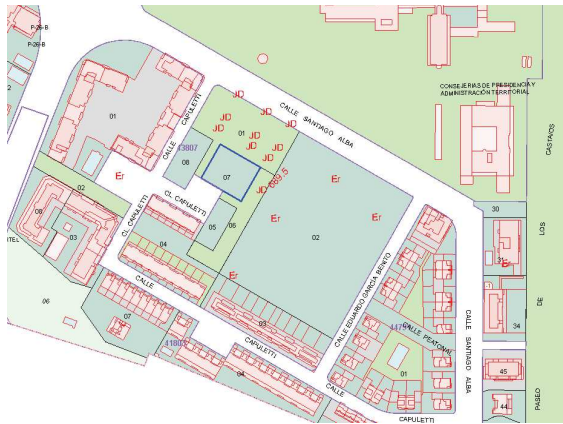 P-26-B
P-26-B
CONSEJERIAS DE PRESIDENCIA Y
ADMINISTRACIÓN TERRITORIAL
CALLE SANTIAGO ALBA
CASTAÑOS
LOS
DE
PASEO
JD
JD
JD
JD
JD
JD
JD
JD
JD
JD
01
CALLE CAPULETTI
13807
08
01
07
669.5
Er
Er
Er
Er
Er
02
CL CAPULETTI
CL CAPULETTI
08
03
05
06
04
02
30
31
34
45
44
06
07
CALLE
CAPULETTI
CALLE
CAPULETTI
03
04
41803
CALLE EDUARDO GARCÍA BENITO
CALLE PEATONAL
CALLE SANTIAGO ALBA
01